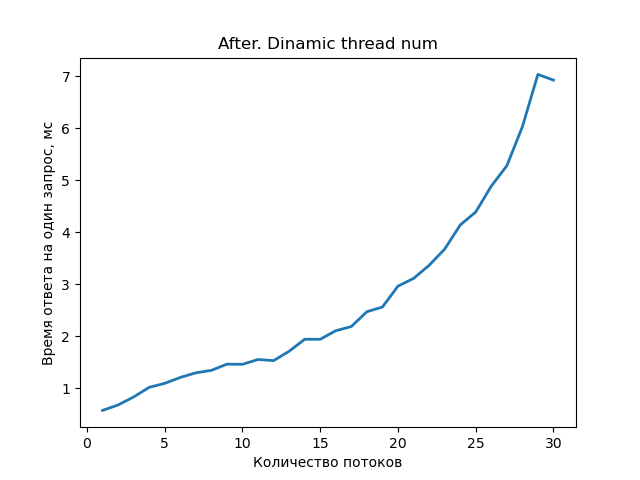 After. Dinamic thread num
Время ответа на один запрос, мс
7
6
5
4
3
2
1
0 5 10 15 20 25 30
Количество потоков